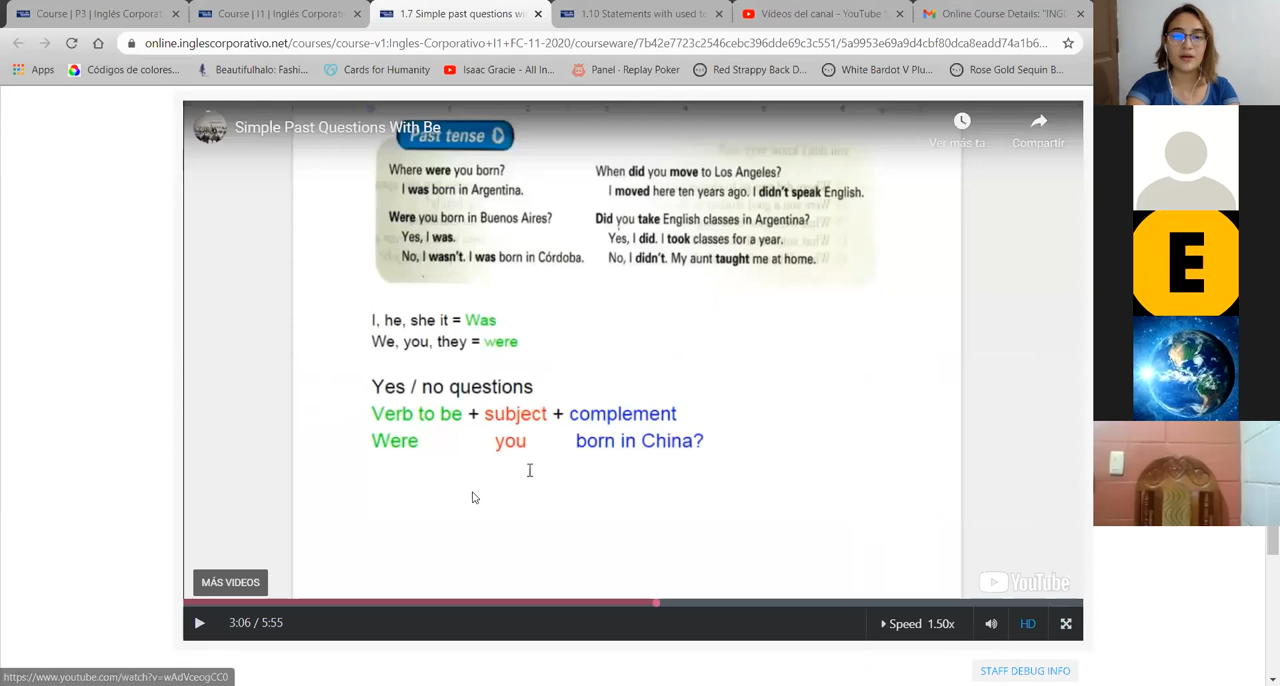 Course | P3 | Inglés Corporat
Course | I1 | Inglés Corporati
1.7 Simple past questions wi
1.10 Statements with used to
Vídeos del canal - YouTube
Online Course Details: "ING
online.inglescorporativo.net/courses/course-v1:Ingles-Corporativo+I1+FC-11-2020/courseware/7b42e7723c2546cebc396dde69c3c551/5a9953e69a9d4cbf80dca8eadd74a1b6...
Apps
Códigos de colores...
Beautifulhalo: Fashi...
Cards for Humanity
Isaac Gracie - All In...
Panel · Replay Poker
Red Strappy Back D...
White Bardot V Plu...
Rose Gold Sequin B...
Simple Past Questions With Be
Ver más ta...
Compartir
Past tense
Where were you born?
I was born in Argentina.
Were you born in Buenos Aires?
Yes, I was.
No, I wasn't. I was born in Córdoba.
When did you move to Los Angeles?
I moved here ten years ago. I didn't speak English.
Did you take English classes in Argentina?
Yes, I did. I took classes for a year.
No, I didn't. My aunt taught me at home.
I, he, she it = Was
We, you, they = were
Yes / no questions
Verb to be + subject + complement
Were you born in China?
MÁS VIDEOS
YouTube
3:06 / 5:55
Speed 1.50x
HD
STAFF DEBUG INFO
https://www.youtube.com/watch?v=wAdVceogCC0
E